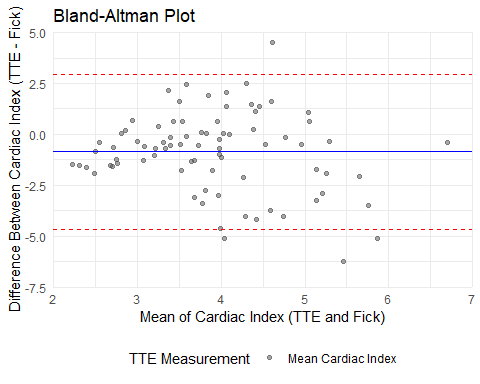 Bland-Altman Plot
Difference Between Cardiac Index (TTE - Fick)
5.0
2.5
0.0
-2.5
-5.0
-7.5
2 3 4 5 6 7
Mean of Cardiac Index (TTE and Fick)
TTE Measurement Mean Cardiac Index